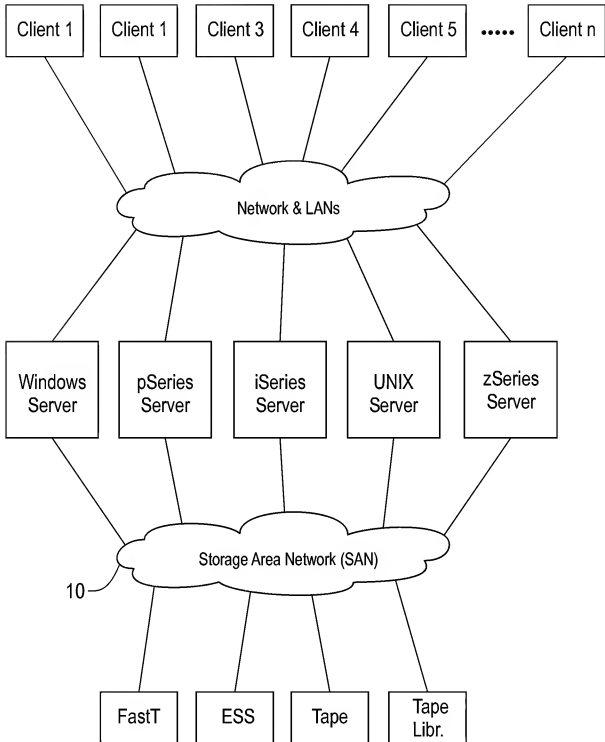 Client 1
Client 1
Client 3
Client 4
Client 5
.....
Client n
Network & LANs
Windows
Server
pSeries
Server
iSeries
Server
UNIX
Server
zSeries
Server
Storage Area Network (SAN)
10
FastT
ESS
Tape
Tape
Libr.